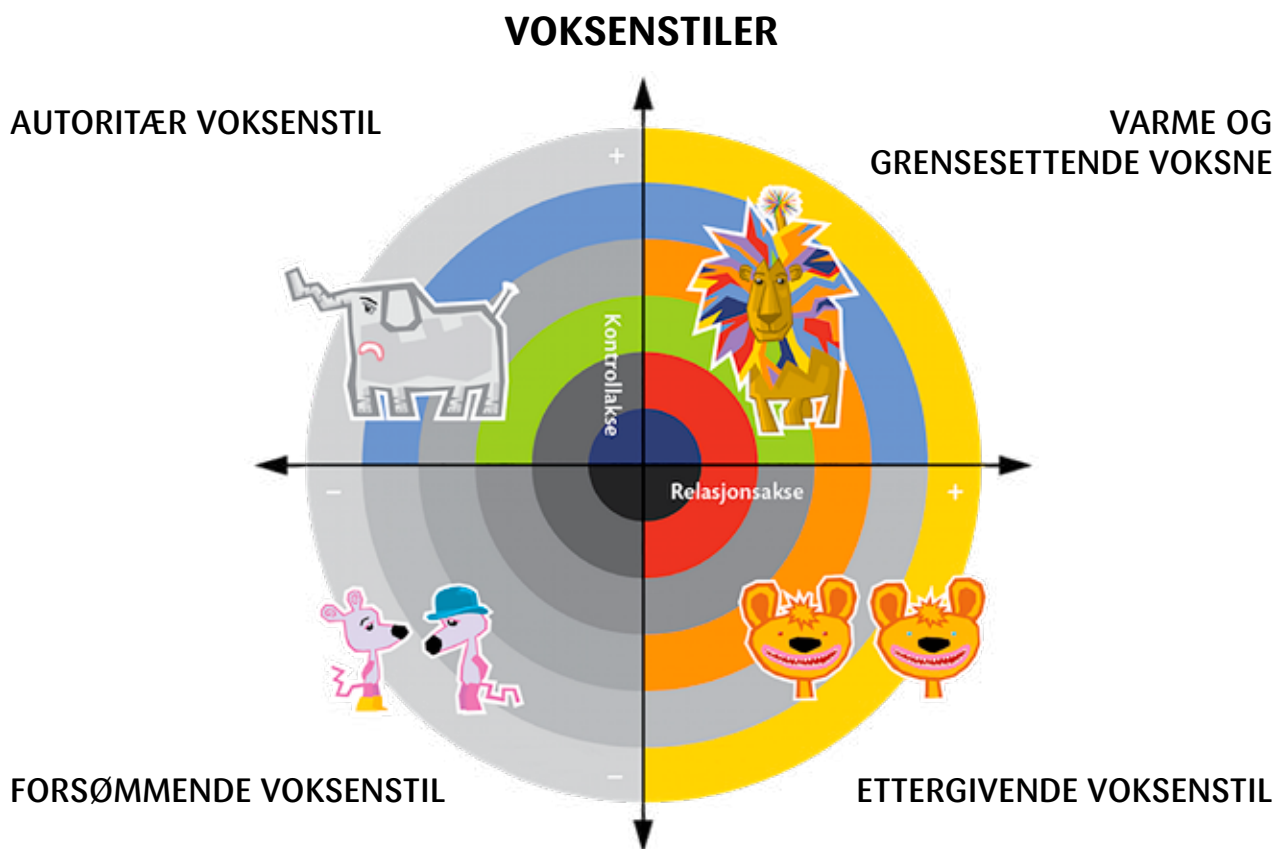 VOKSENSTILER
AUTORITÆR VOKSENSTIL
VARME OG
GRENSESETTENDE VOKSNE
+
Kontrollakse
Relasjonsakse
–
+
–
FORSØMMENDE VOKSENSTIL
ETTERGIVENDE VOKSENSTIL